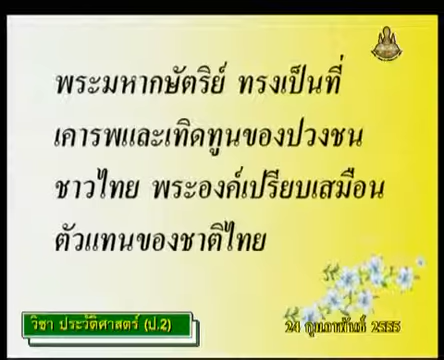 พระมหากษัตริย์ ทรงเป็นที่
เคารพและเทิดทูนของปวงชน
ชาวไทย พระองค์เปรียบเสมือน
ตัวแทนของชาติไทย
วิชา ประวัติศาสตร์ (ป.2)
24 กุมภาพันธ์ 2555